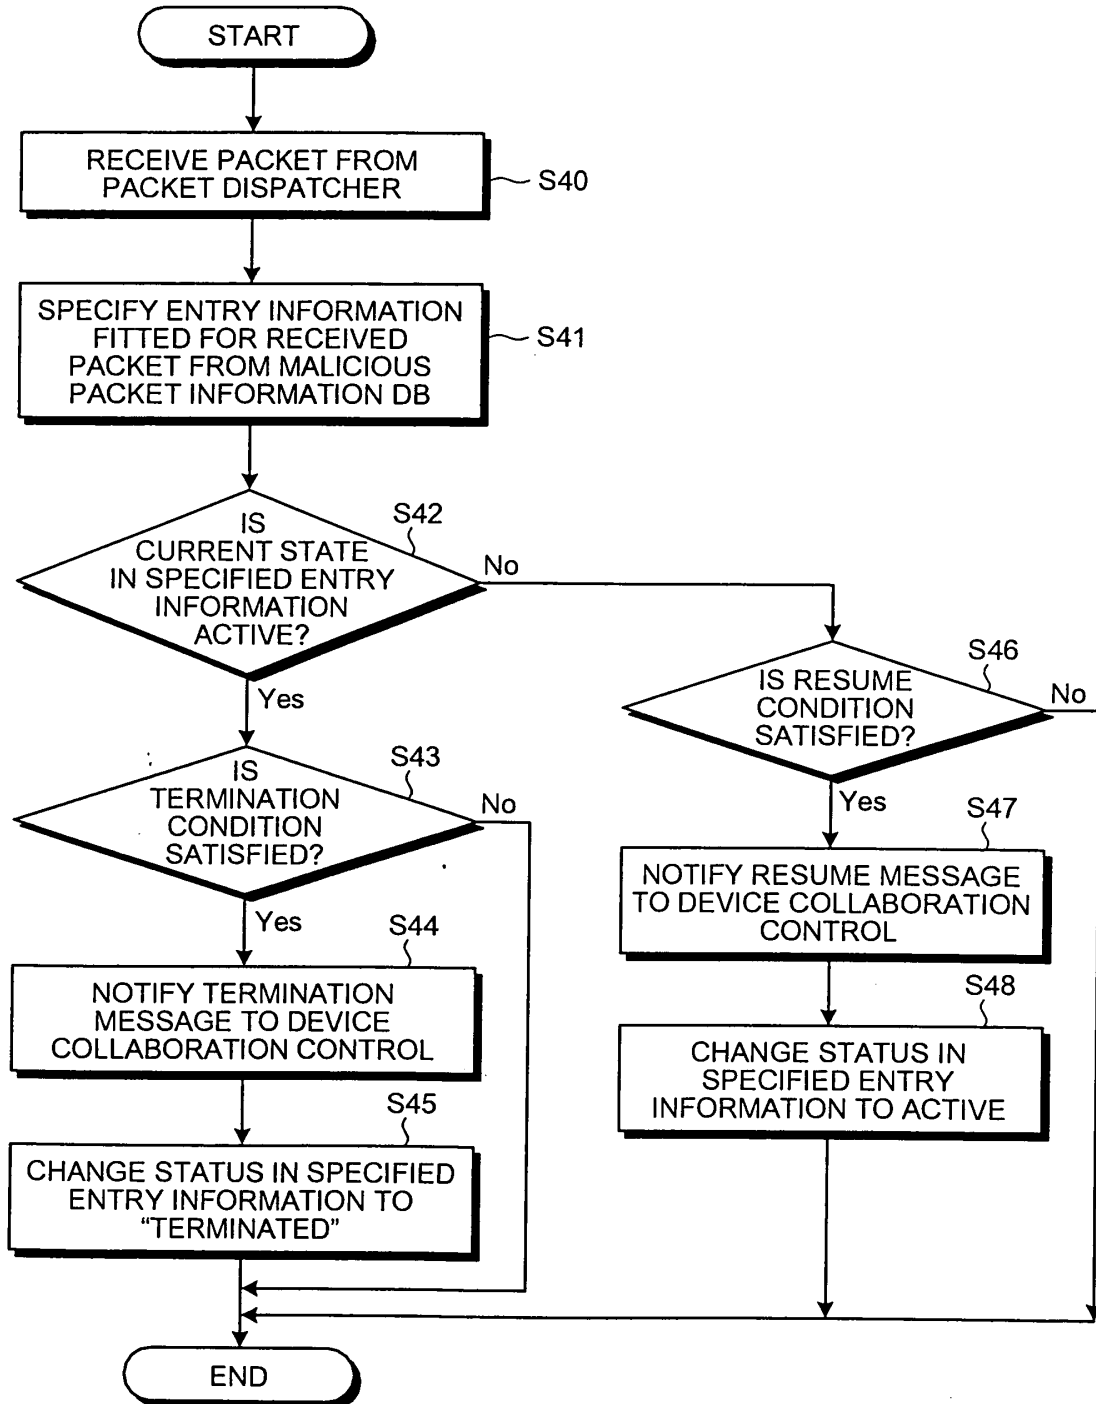 START
RECEIVE PACKET FROM
PACKET DISPATCHER
S40
SPECIFY ENTRY INFORMATION
FITTED FOR RECEIVED
PACKET FROM MALICIOUS
PACKET INFORMATION DB
S41
IS
CURRENT STATE
IN SPECIFIED ENTRY
INFORMATION
ACTIVE?
S42
No
Yes
IS
TERMINATION
CONDITION
SATISFIED?
S43
No
Yes
NOTIFY TERMINATION
MESSAGE TO DEVICE
COLLABORATION CONTROL
S44
CHANGE STATUS IN SPECIFIED
ENTRY INFORMATION TO
“TERMINATED”
S45
IS RESUME
CONDITION
SATISFIED?
S46
No
Yes
NOTIFY RESUME MESSAGE
TO DEVICE COLLABORATION
CONTROL
S47
CHANGE STATUS IN
SPECIFIED ENTRY
INFORMATION TO ACTIVE
S48
END